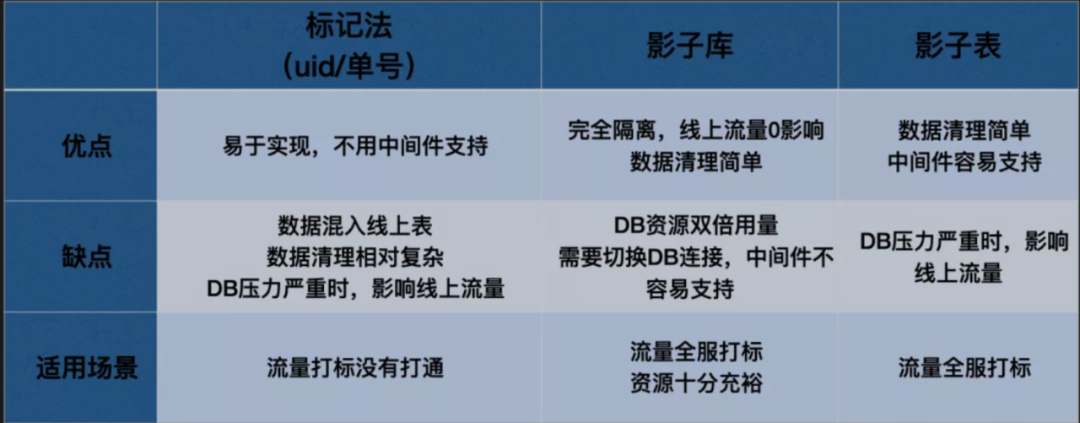 标记法
（uid/单号）
影子库
影子表
优点
易于实现，不用中间件支持
完全隔离，线上流量0影响
数据清理简单
数据清理简单
中间件容易支持
缺点
数据混入线上表
数据清理相对复杂
DB压力严重时，影响线上流量
DB资源双倍用量
需要切换DB连接，中间件不
容易支持
DB压力严重时，影响
线上流量
适用场景
流量打标没有打通
流量全服打标
资源十分充裕
流量全服打标